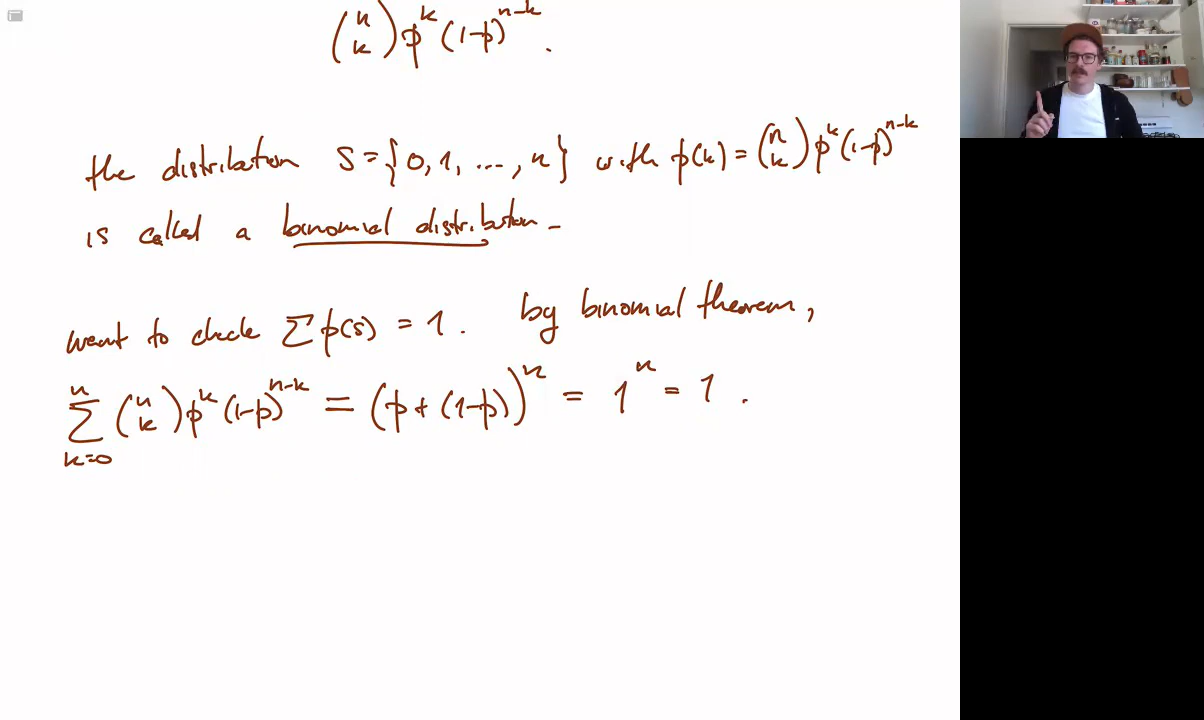 (n k) p^k (1-p)^{n-k}.
the distribution S = {0, 1, ..., n} with p(k) = (n k) p^k (1-p)^{n-k}
is called a binomial distribution.
want to check Σ p(s) = 1. by binomial theorem,
Σ_{k=0}^{n} (n k) p^k (1-p)^{n-k} = (p + (1-p))^n = 1^n = 1.